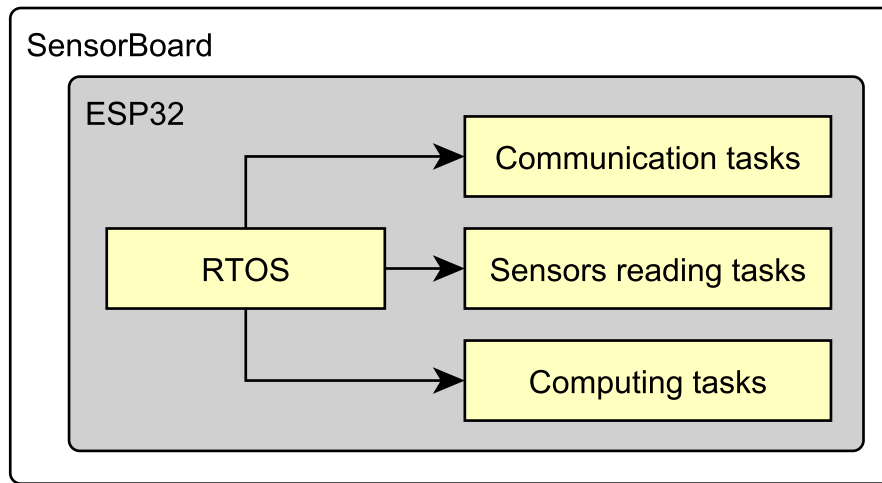 SensorBoard
ESP32
Communication tasks
RTOS
Sensors reading tasks
Computing tasks